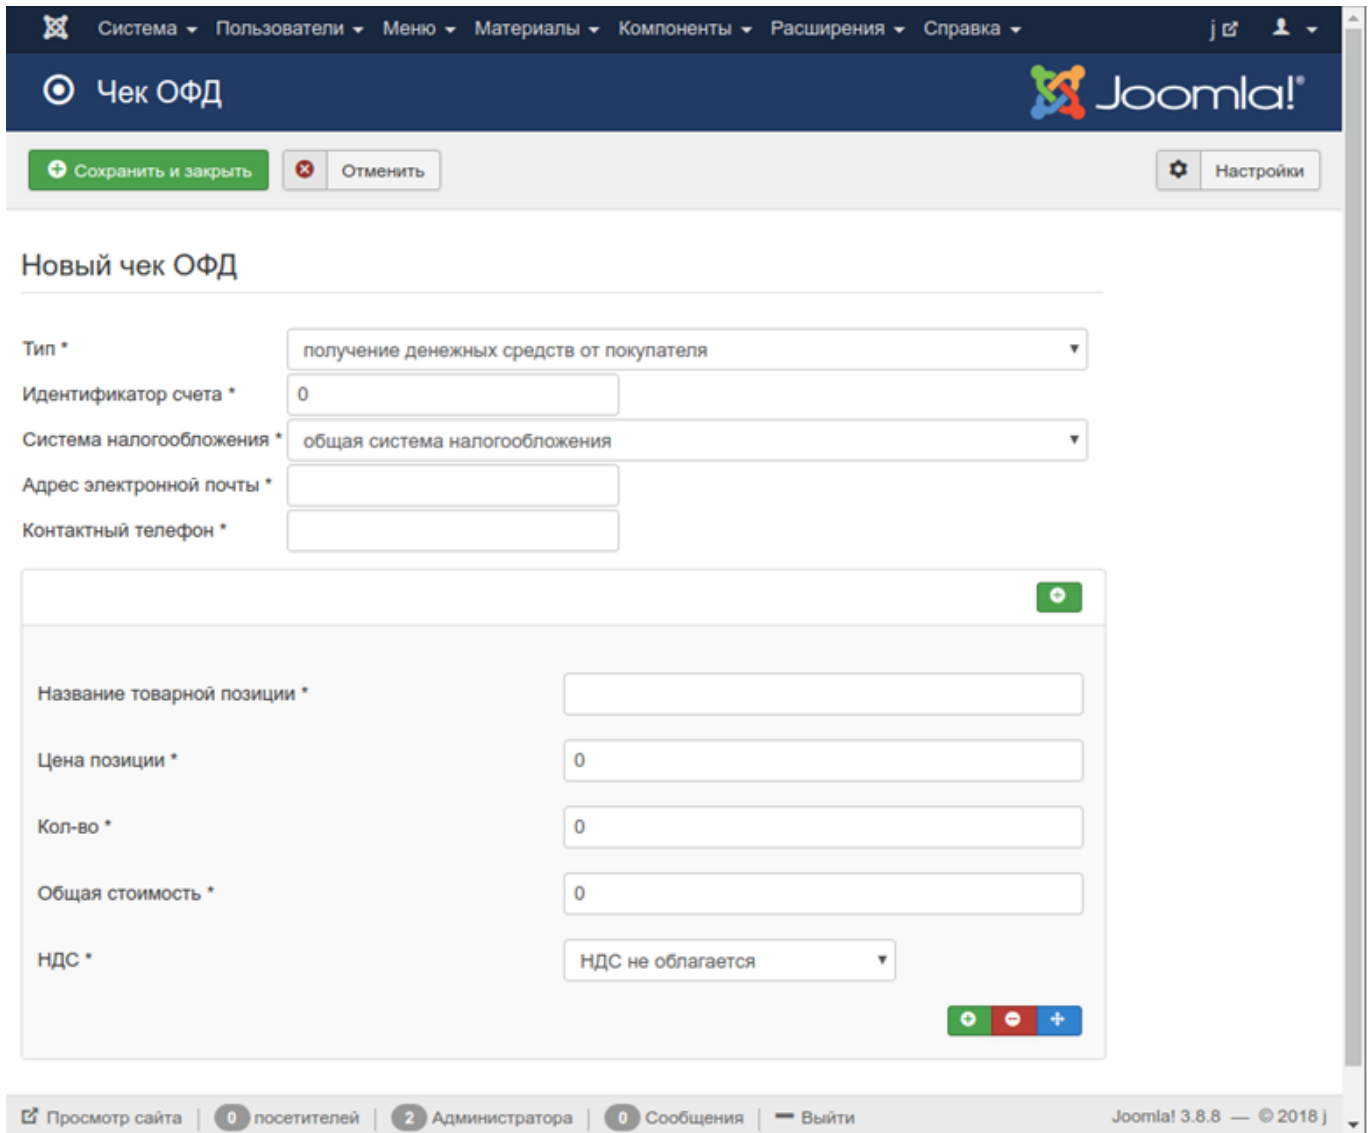 Система Пользователи Меню Материалы Компоненты Расширения Справка j
Чек ОФД Joomla!®
Сохранить и закрыть Отменить Настройки
Новый чек ОФД
Тип * получение денежных средств от покупателя
Идентификатор счета * 0
Система налогообложения * общая система налогообложения
Адрес электронной почты *
Контактный телефон *
Название товарной позиции *
Цена позиции * 0
Кол-во * 0
Общая стоимость * 0
НДС * НДС не облагается
Просмотр сайта | 0 посетителей | 2 Администратора | 0 Сообщения | Выйти Joomla! 3.8.8 — © 2018 j